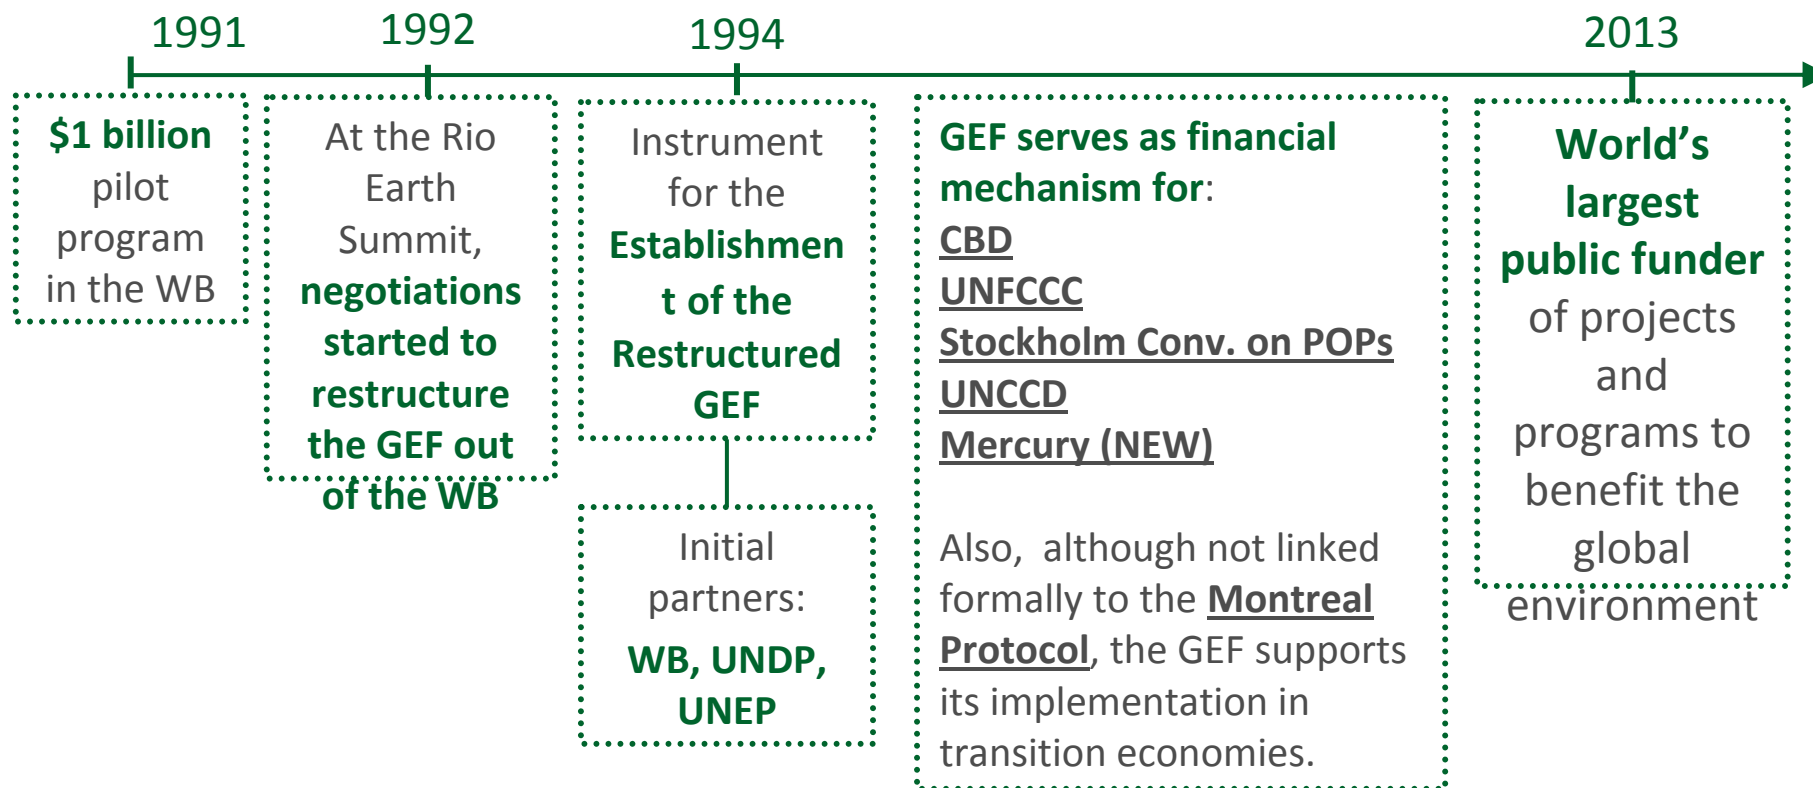 1991
1992
1994
2013
$1 billion
pilot
program
in the WB
At the Rio
Earth
Summit,
negotiations
started to
restructure
the GEF out
of the WB
Instrument
for the
Establishmen
t of the
Restructured
GEF
Initial
partners:
WB, UNDP,
UNEP
GEF serves as financial
mechanism for:
CBD
UNFCCC
Stockholm Conv. on POPs
UNCCD
Mercury (NEW)
Also, although not linked
formally to the Montreal
Protocol, the GEF supports
its implementation in
transition economies.
World’s
largest
public funder
of projects
and
programs to
benefit the
global
environment